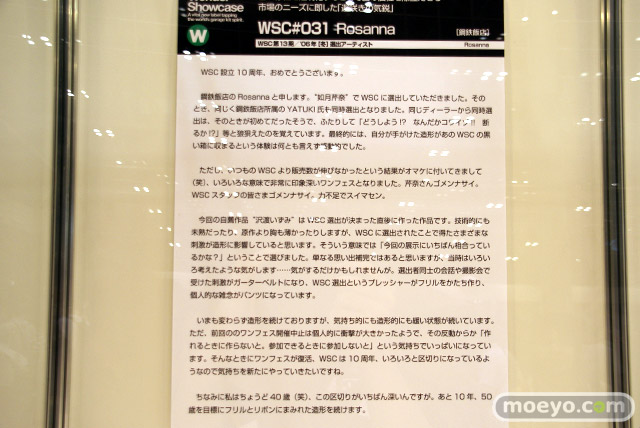 Showcase
A vital new label tapping
the world's garage kit spirit.
W
WSC#031 Rosanna
[鋼鉄飯店]
WSC第13期/'06年[冬]選出アーティスト
Rosanna
WSC設立10周年、おめでとうございます。
鋼鉄飯店のRosannaと申します。"如月芹奈"でWSCに選出していただきました。そ
のとき、同じく鋼鉄飯店所属のYATUKI氏も同時選出となりました。同じディーラーから同時選
出は、そのときが初めてだったそうで、ふたりして「どうしよう!? なんだかコワイッ!! 断
るか!?」等と狼狽えたのを覚えています。最終的には、自分が手がけた造形があのWSCの黒
い箱に収まるという体験は何とも言えず感動的でした。
ただし、いつものWSCより販売数が伸びなかったという結果がオマケに付いてきまして
(笑)、いろいろな意味で非常に印象深いワンフェスとなりました。芹奈さんゴメンナサイ。
WSCスタッフの皆さまゴメンナサイ。力不足でスイマセン。
今回の自薦作品"沢渡いずみ"はWSC選出が決まった直後に作った作品です。技術的にも
未熟だったり、原作より胸も薄かったりしますが、WSCに選出されたことで得たさまざまな
刺激が造形に影響していると思います。そういう意味では「今回の展示にいちばん相応ってい
るかな?」ということで選びました。単なる思い出補完ではあると思いますが、当時はいろい
ろ考えたような気がします……気がするだけかもしれませんが。選出者同士の会話や撮影会で
受けた刺激がガーターベルトになり、WSC選出というプレッシャーがフリルをかたち作り、
個人的な雑念がパンツになっています。
いまも変わらず造形を続けておりますが、気持ち的にも造形的にも緩い状態が続いています。
ただ、前回ののワンフェス開催中止は個人的に衝撃が大きかったようで、その反動からか「作
れるときに作らないと。参加できるときに参加しないと」という気持ちでいっぱいになってい
ます。そんなときにワンフェスが復活、WSCは10周年、いろいろと区切りになっているよ
うなので気持ちを新たにやっていきたいですね。
ちなみに私はちょうど40歳(笑)、この区切りがいちばん深いんですが。あと10年、50
歳を目標にフリルとリボンにまみれた造形を続けます。
moeyo.com